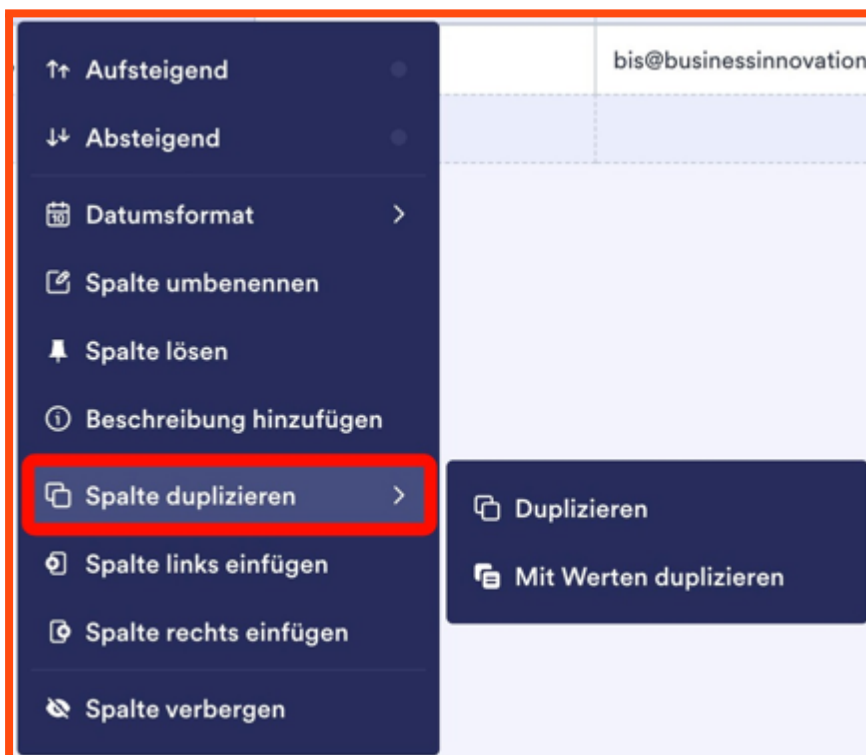 Aufsteigend
bis@businessinnovation
Absteigend
10
Datumsformat
Spalte umbenennen
Spalte lösen
Beschreibung hinzufügen
Spalte duplizieren
Duplizieren
Spalte links einfügen
Mit Werten duplizieren
Spalte rechts einfügen
Spalte verbergen